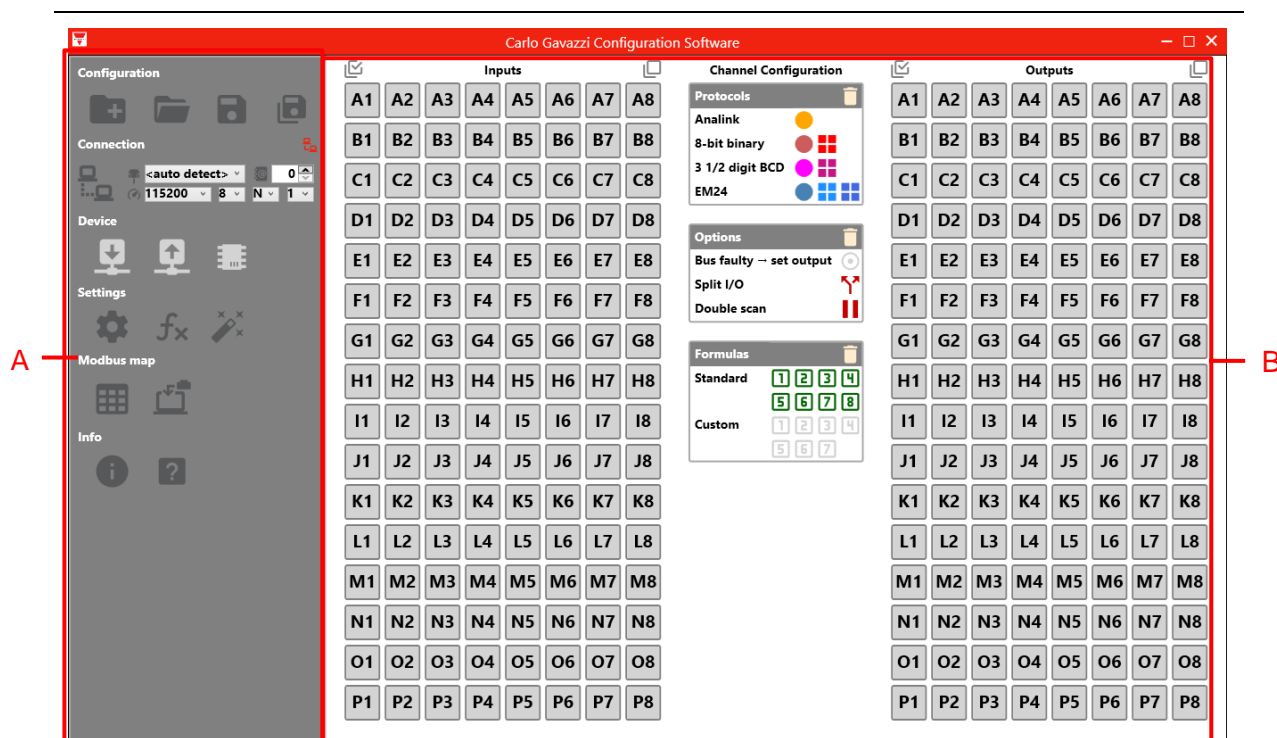 Carlo Gavazzi Configuration Software
A
Configuration
Connection
<auto detect> 0
115200 8 N 1
Device
Settings
Modbus map
Info
Inputs
A1 A2 A3 A4 A5 A6 A7 A8
B1 B2 B3 B4 B5 B6 B7 B8
C1 C2 C3 C4 C5 C6 C7 C8
D1 D2 D3 D4 D5 D6 D7 D8
E1 E2 E3 E4 E5 E6 E7 E8
F1 F2 F3 F4 F5 F6 F7 F8
G1 G2 G3 G4 G5 G6 G7 G8
H1 H2 H3 H4 H5 H6 H7 H8
I1 I2 I3 I4 I5 I6 I7 I8
J1 J2 J3 J4 J5 J6 J7 J8
K1 K2 K3 K4 K5 K6 K7 K8
L1 L2 L3 L4 L5 L6 L7 L8
M1 M2 M3 M4 M5 M6 M7 M8
N1 N2 N3 N4 N5 N6 N7 N8
O1 O2 O3 O4 O5 O6 O7 O8
P1 P2 P3 P4 P5 P6 P7 P8
Channel Configuration
Protocols
Analink
8-bit binary
3 1/2 digit BCD
EM24
Options
Bus faulty → set output
Split I/O
Double scan
Formulas
Standard 1 2 3 4
5 6 7 8
Custom 1 2 3 4
5 6 7
Outputs
A1 A2 A3 A4 A5 A6 A7 A8
B1 B2 B3 B4 B5 B6 B7 B8
C1 C2 C3 C4 C5 C6 C7 C8
D1 D2 D3 D4 D5 D6 D7 D8
E1 E2 E3 E4 E5 E6 E7 E8
F1 F2 F3 F4 F5 F6 F7 F8
G1 G2 G3 G4 G5 G6 G7 G8
H1 H2 H3 H4 H5 H6 H7 H8
I1 I2 I3 I4 I5 I6 I7 I8
J1 J2 J3 J4 J5 J6 J7 J8
K1 K2 K3 K4 K5 K6 K7 K8
L1 L2 L3 L4 L5 L6 L7 L8
M1 M2 M3 M4 M5 M6 M7 M8
N1 N2 N3 N4 N5 N6 N7 N8
O1 O2 O3 O4 O5 O6 O7 O8
P1 P2 P3 P4 P5 P6 P7 P8
B